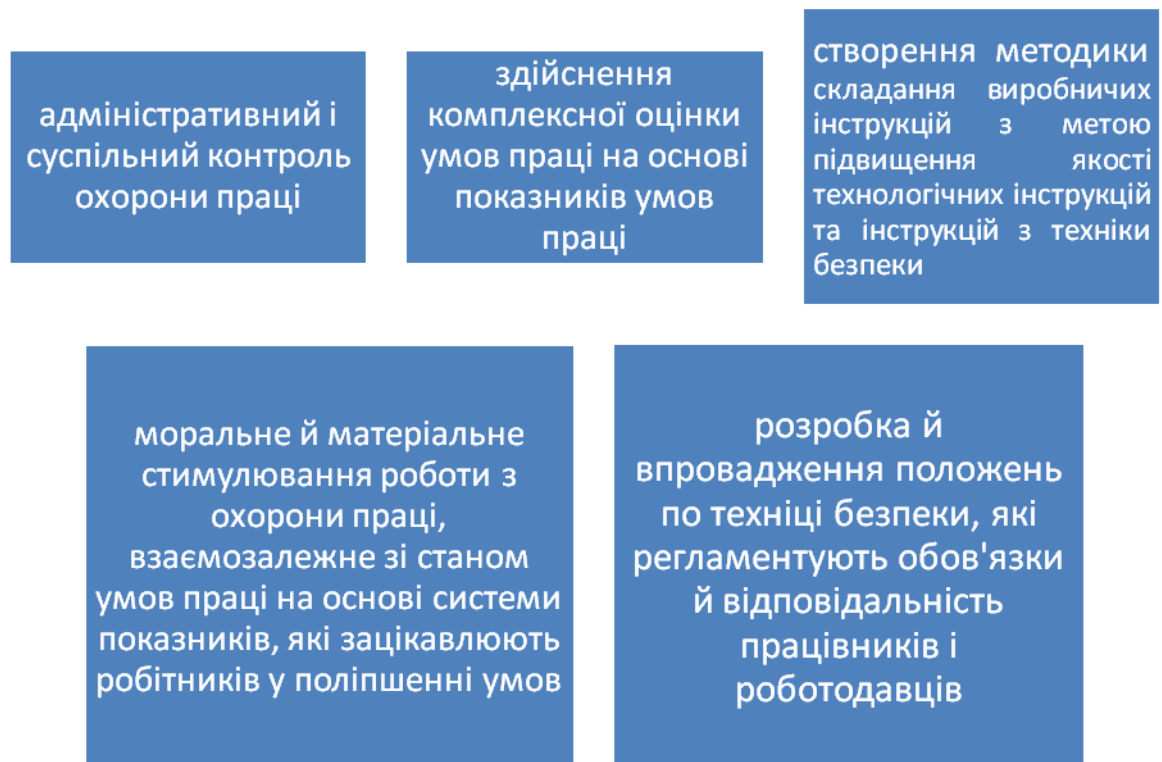 адміністративний і
суспільний контроль
охорони праці
здійснення
комплексної оцінки
умов праці на основі
показників умов
праці
створення методики
складання виробничих
інструкцій з метою
підвищення якості
технологічних інструкцій
та інструкцій з техніки
безпеки
моральне й матеріальне
стимулювання роботи з
охорони праці,
взаємозалежне зі станом
умов праці на основі системи
показників, які зацікавлюють
робітників у поліпшенні умов
розробка й
впровадження положень
по техніці безпеки, які
регламентують обов'язки
й відповідальність
працівників і
роботодавців